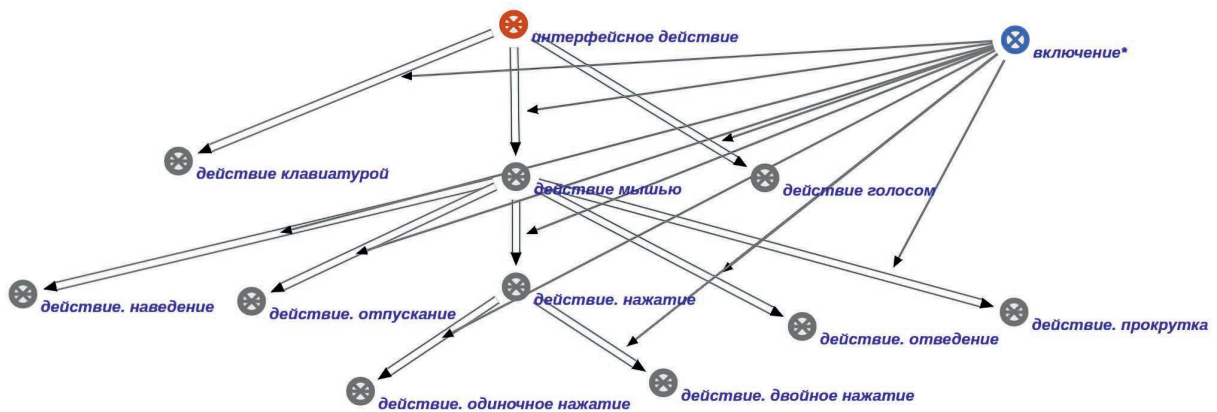 интерфейсное действие
включение*
действие клавиатурой
действие мышью
действие голосом
действие. наведение
действие. отпускание
действие. нажатие
действие. отведение
действие. прокрутка
действие. одиночное нажатие
действие. двойное нажатие